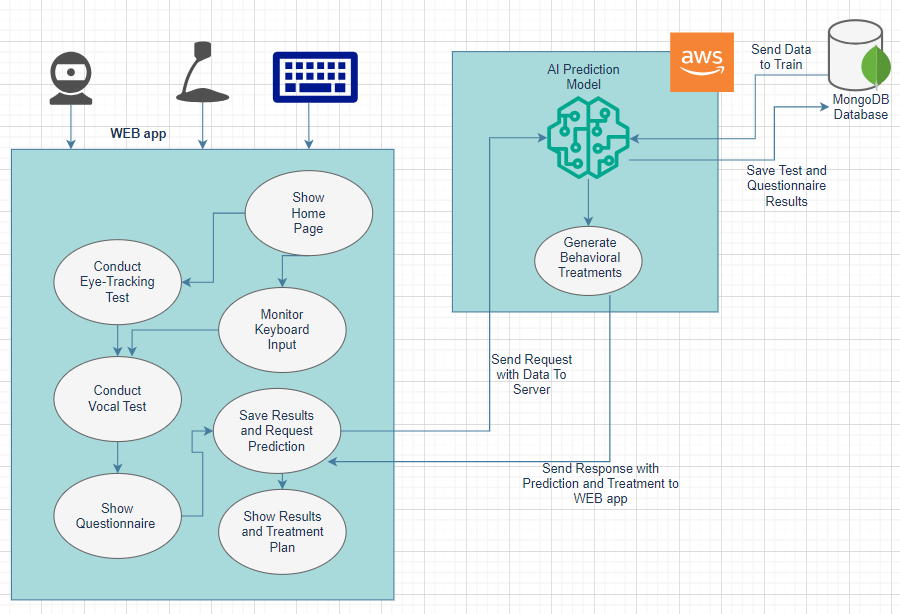 WEB app
Show
Home
Page
Conduct
Eye-Tracking
Test
Monitor
Keyboard
Input
Conduct
Vocal Test
Save Results
and Request
Prediction
Show
Questionnaire
Show Results
and Treatment
Plan
AI Prediction
Model
aws
Generate
Behavioral
Treatments
Send Data
to Train
MongoDB
Database
Save Test and
Questionnaire
Results
Send Request
with Data To
Server
Send Response with
Prediction and Treatment to
WEB app